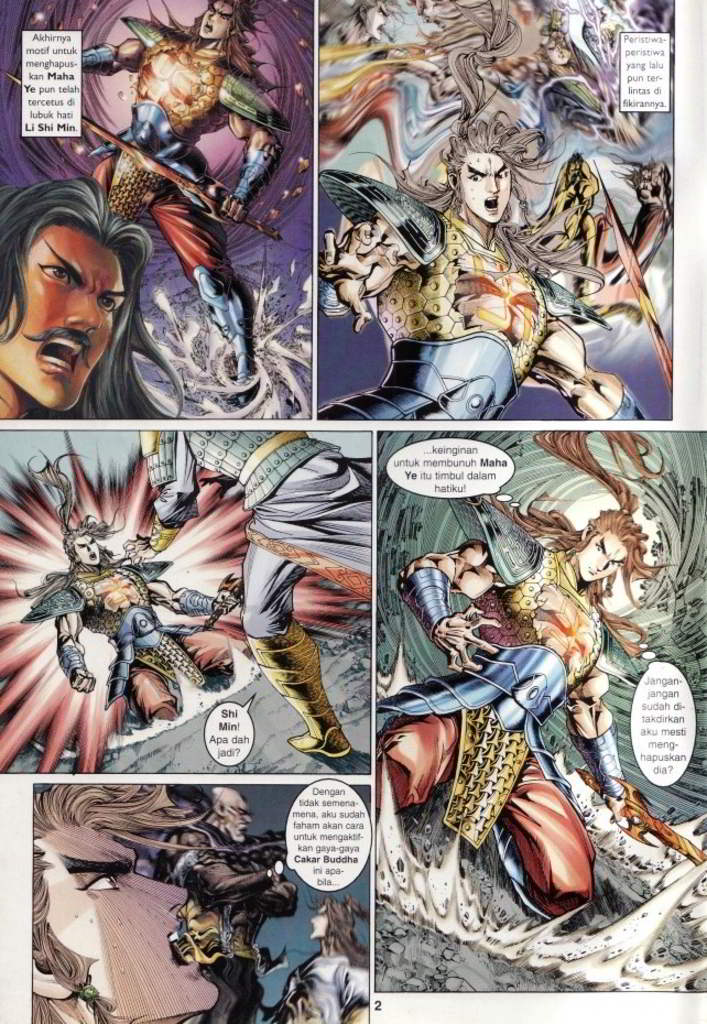 Akhirnya
motif untuk
menghapus-
kan Maha
Ye pun telah
tercetus di
lubuk hati
Li Shi Min.
Peristiwa-
peristiwa
yang lalu
pun ter-
lintas di
fikirannya.
Shi
Min!
Apa dah
jadi?
...keinginan
untuk membunuh Maha
Ye itu timbul dalam
hatiku!
Jangan-
jangan
sudah di-
takdirkan
aku mesti
meng-
hapuskan
dia?
Dengan
tidak semena-
mena, aku sudah
faham akan cara
untuk mengaktif-
kan gaya-gaya
Cakar Buddha
ini apa-
bila...
2